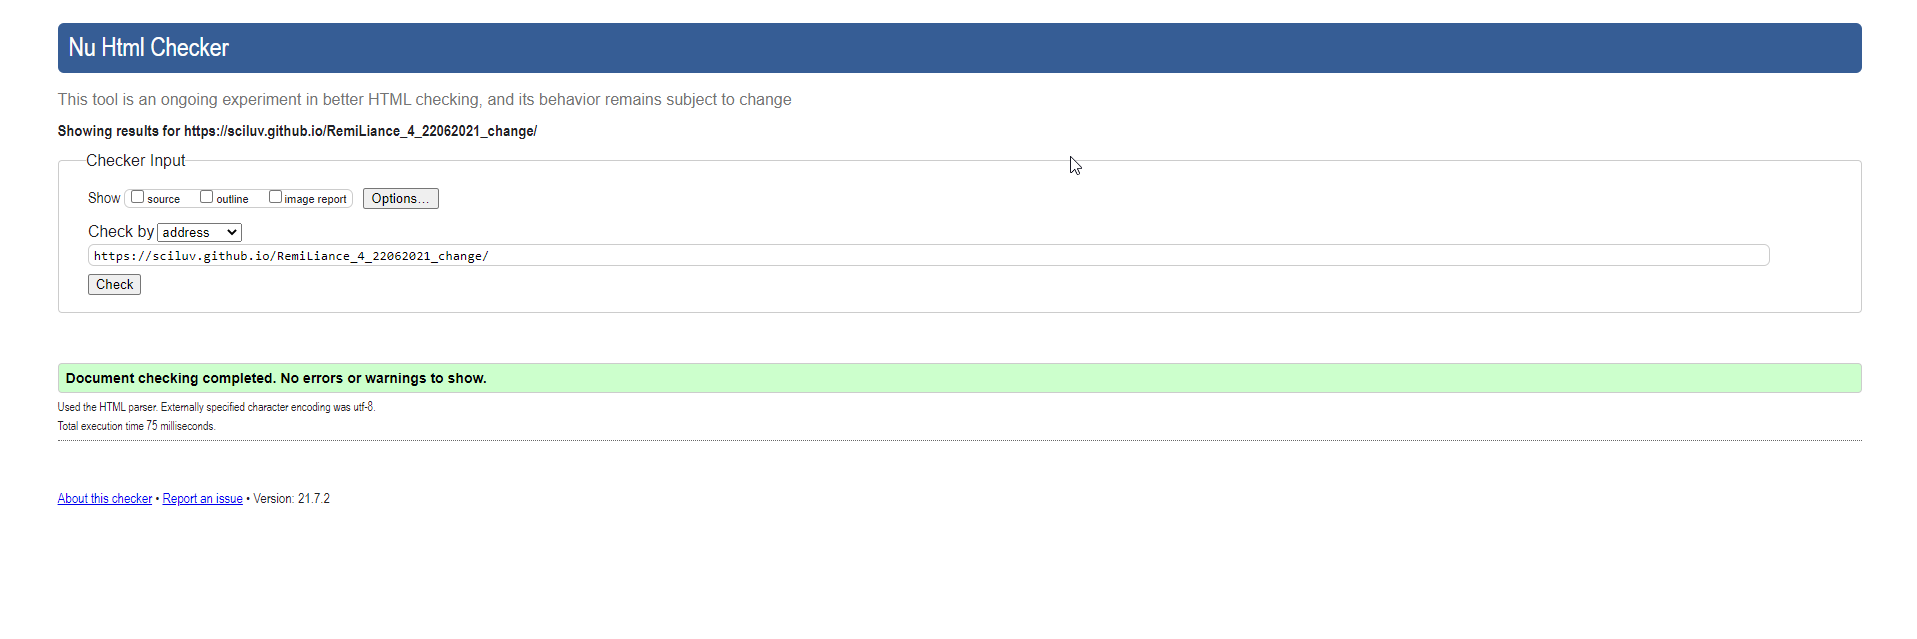 Nu Html Checker
This tool is an ongoing experiment in better HTML checking, and its behavior remains subject to change
Showing results for https://sciluv.github.io/RemiLiance_4_22062021_change/
Checker Input
Show source outline image report Options...
Check by address
https://sciluv.github.io/RemiLiance_4_22062021_change/
Check
Document checking completed. No errors or warnings to show.
Used the HTML parser. Externally specified character encoding was utf-8.
Total execution time 75 milliseconds.
About this checker • Report an issue • Version: 21.7.2